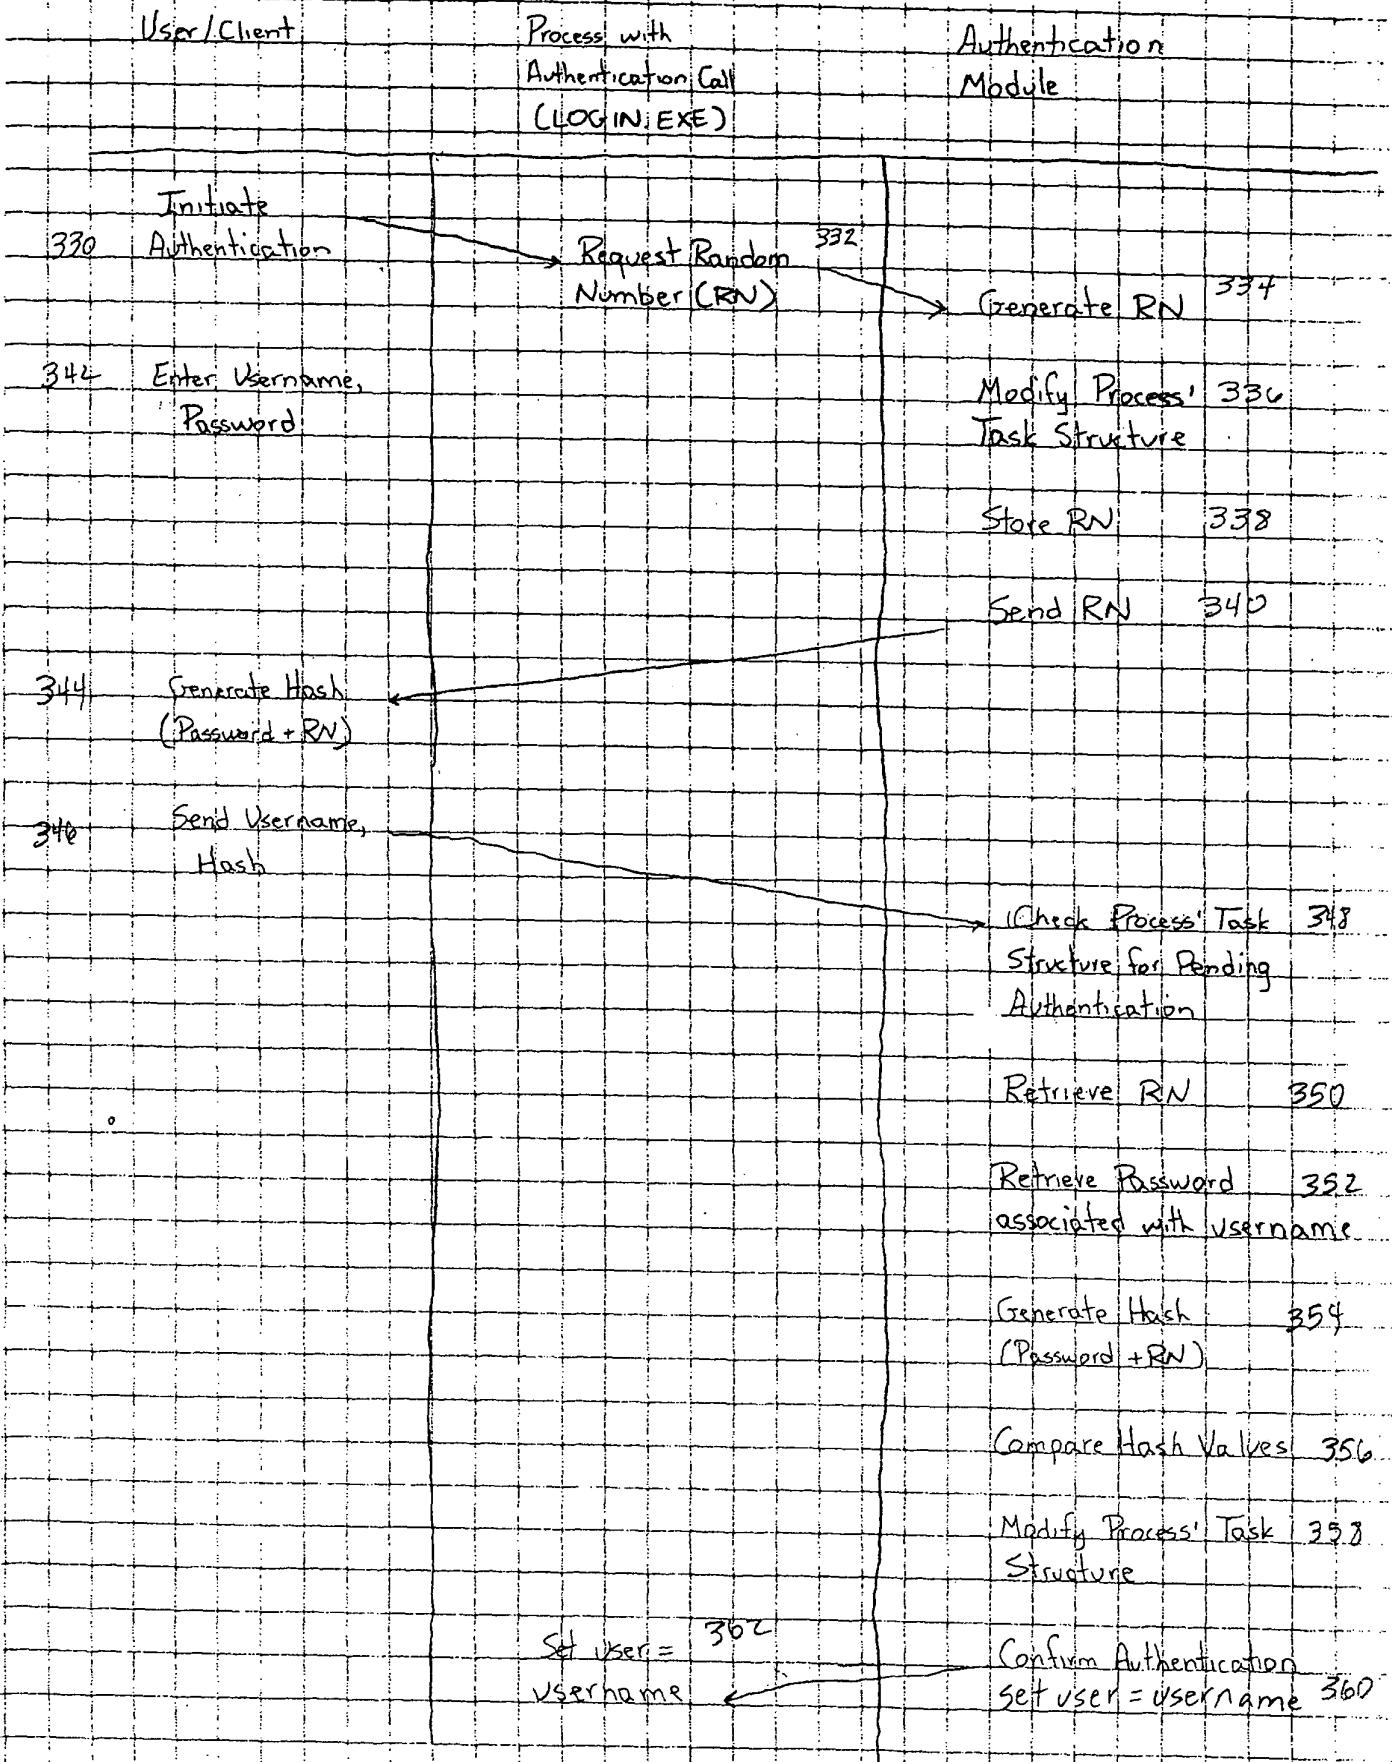 User/Client
Process with
Authentication Call
(LOGIN.EXE)
Authentication
Module
Initiate
330 Authentication
Request Random 332
Number (RN)
Generate RN 334
342 Enter Username,
Password
Modify Process' 336
Task Structure
Store RN 338
Send RN 340
344 Generate Hash
(Password + RN)
346 Send Username,
Hash
Check Process' Task 348
Structure for Pending
Authentication
Retrieve RN 350
Retrieve Password 352
associated with username
Generate Hash 354
(Password + RN)
Compare Hash Values 356
Modify Process' Task 358
Structure
Set user = 362
username
Confirm Authentication
set user = username 360